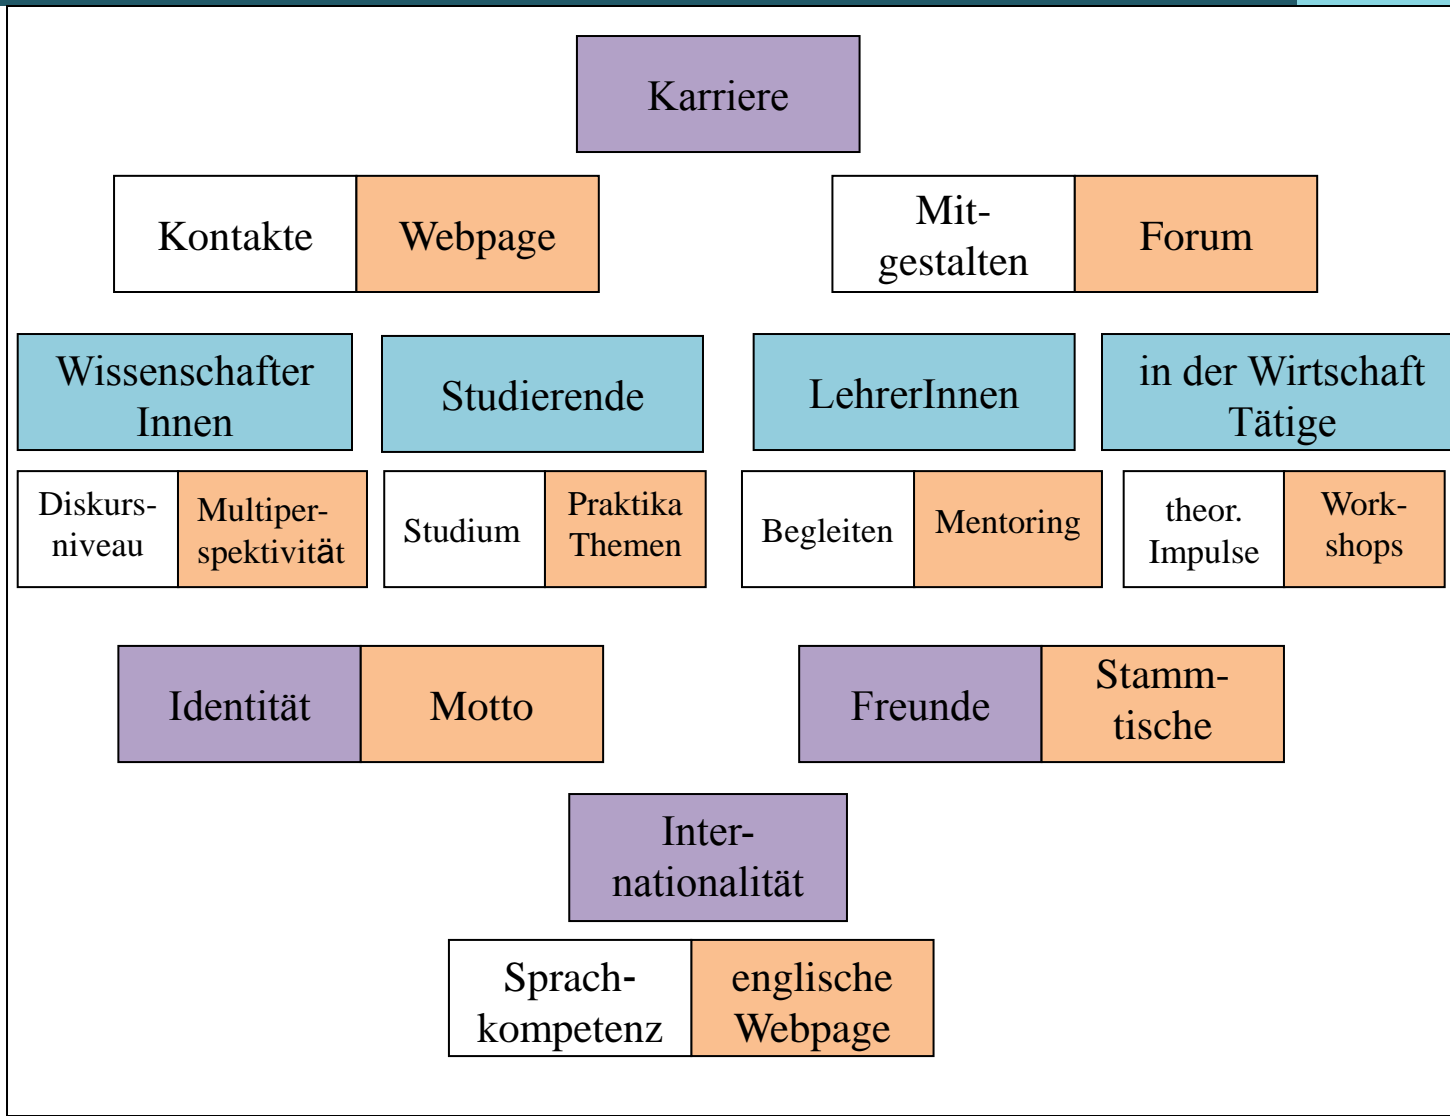 Karriere
Kontakte
Webpage
Mit-
gestalten
Forum
Wissenschafter
Innen
Studierende
LehrerInnen
in der Wirtschaft
Tätige
Diskurs-
niveau
Multiper-
spektivität
Studium
Praktika
Themen
Begleiten
Mentoring
theor.
Impulse
Work-
shops
Identität
Motto
Freunde
Stamm-
tische
Inter-
nationalität
Sprach-
kompetenz
englische
Webpage